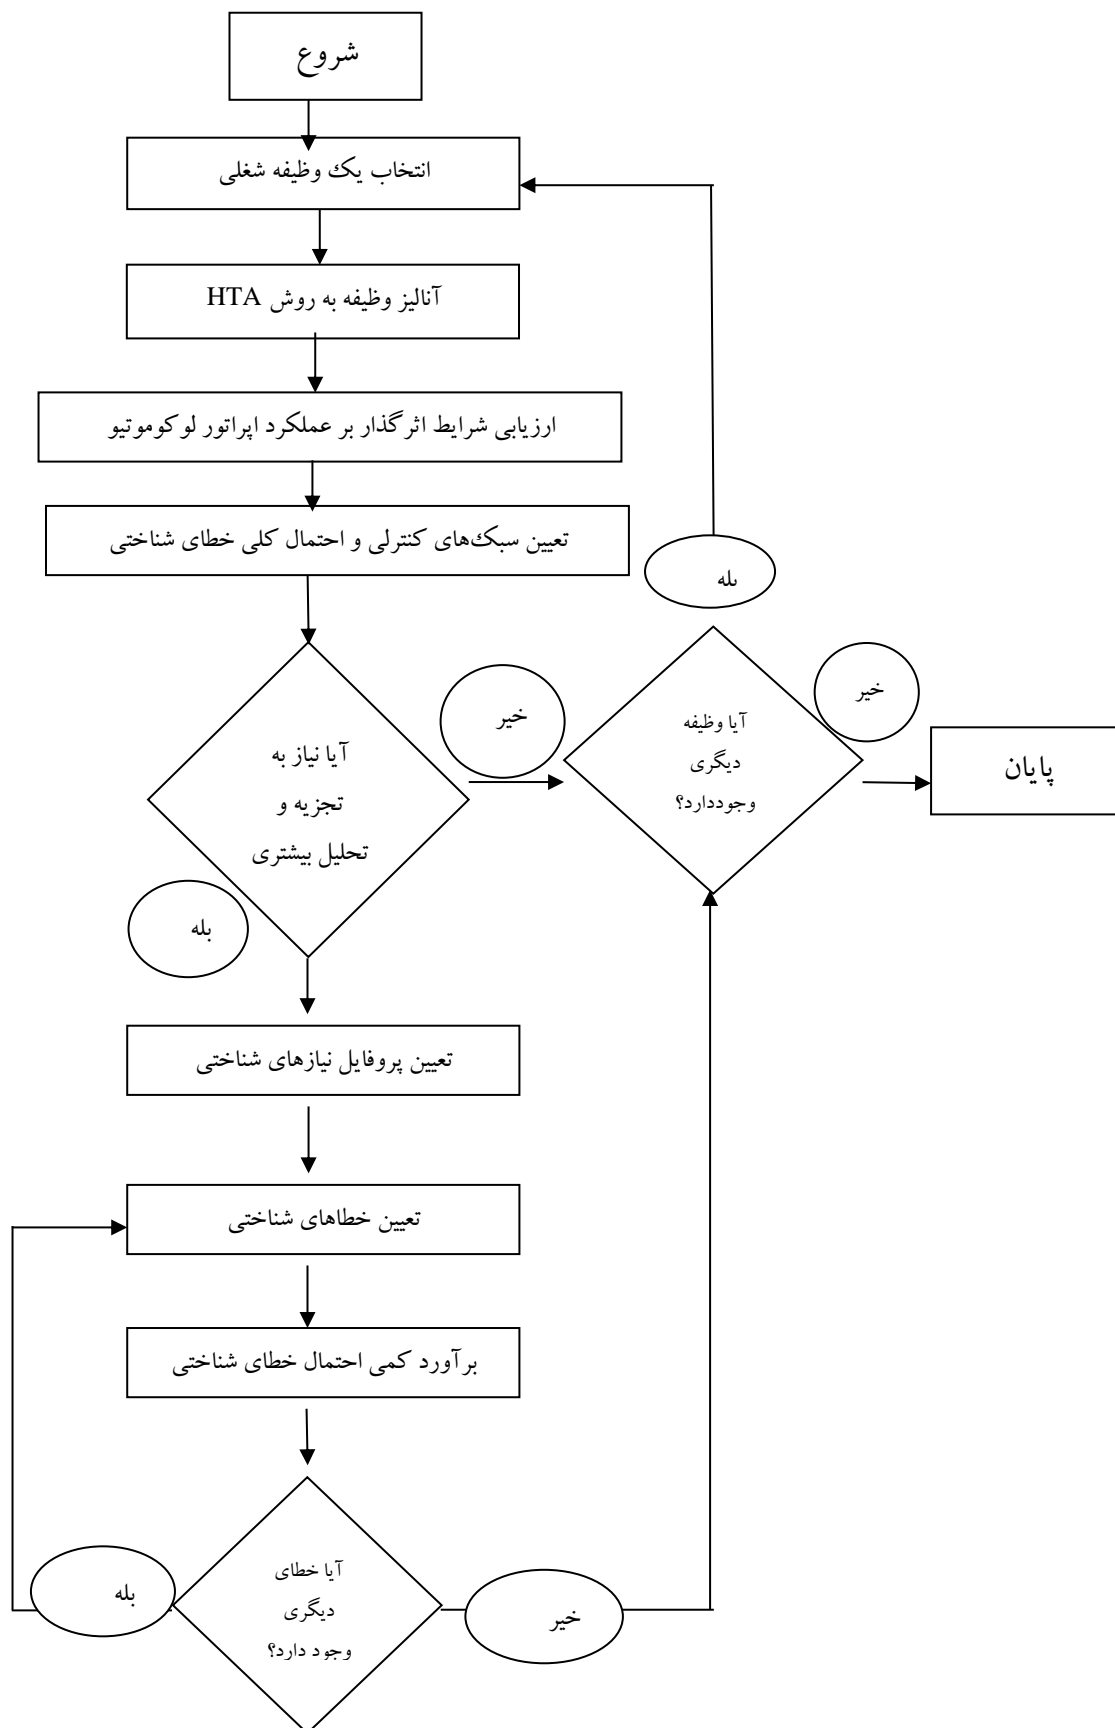 شروع
انتخاب یک وظیفه شغلی
آنالیز وظیفه به روش HTA
ارزیابی شرایط اثرگذار بر عملکرد اپراتور لوکوموتیو
تعیین سبک‌های کنترلی و احتمال کلی خطای شناختی
بله
خیر
خیر
آیا وظیفه
دیگری
وجوددارد؟
پایان
آیا نیاز به
تجزیه و
تحلیل بیشتری
بله
تعیین پروفایل نیازهای شناختی
تعیین خطاهای شناختی
برآورد کمی احتمال خطای شناختی
آیا خطای
دیگری
وجود دارد؟
بله
خیر